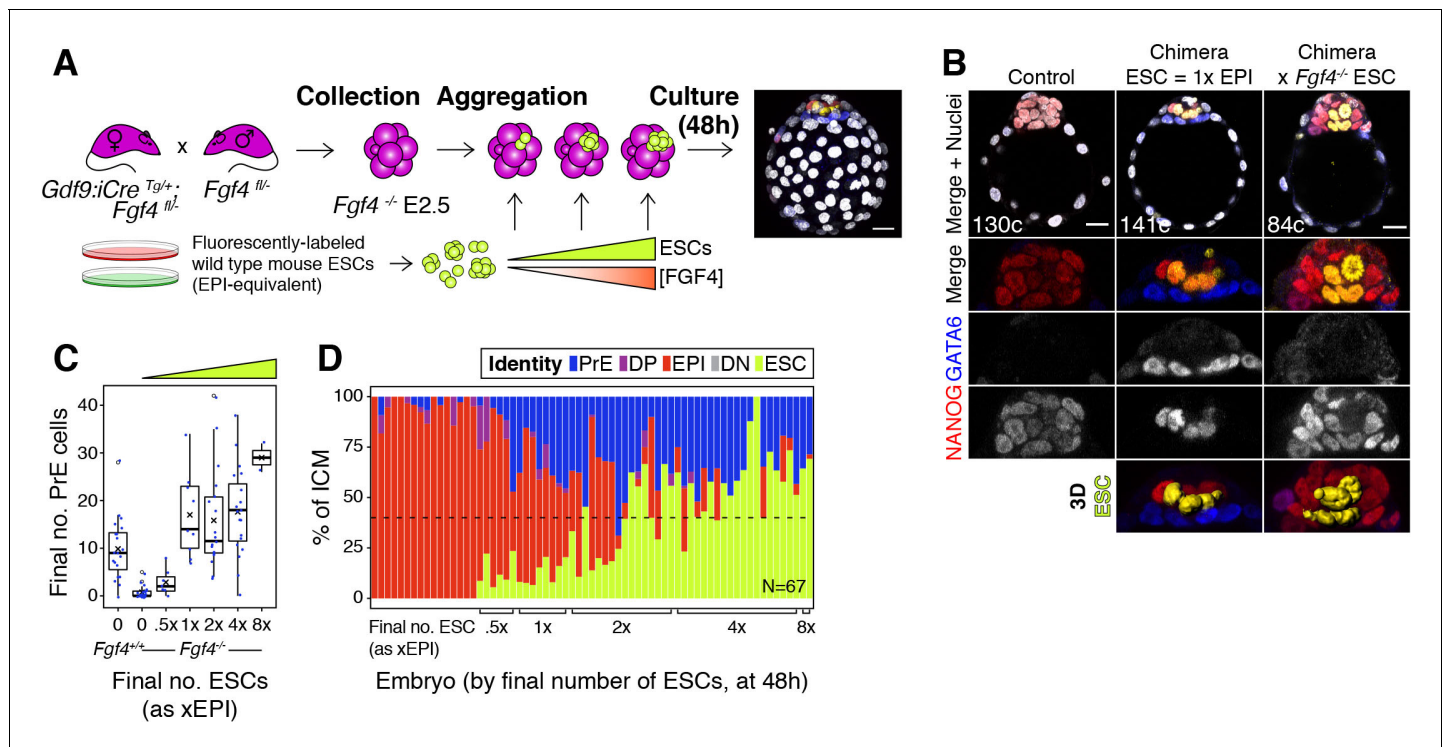 A
Collection
Aggregation
Culture
(48h)
♀
x
♂
Gdf9:iCre Tg/+;
Fgf4 fl/-
Fgf4 fl/-
Fgf4 -/- E2.5
Fluorescently-labeled
wild type mouse ESCs
(EPI-equivalent)
ESCs
[FGF4]
B
Control
Chimera
ESC = 1x EPI
Chimera
x Fgf4-/- ESC
Merge + Nuclei
130c
141c
84c
Merge
GATA6
NANOG
3D
ESC
C
Final no. PrE cells
40
30
20
10
0
0 0 .5x 1x 2x 4x 8x
Fgf4+/+ Fgf4-/-
Final no. ESCs
(as xEPI)
D
Identity PrE DP EPI DN ESC
% of ICM
100
75
50
25
0
N=67
Final no. ESC .5x 1x 2x 4x 8x
(as xEPI)
Embryo (by final number of ESCs, at 48h)